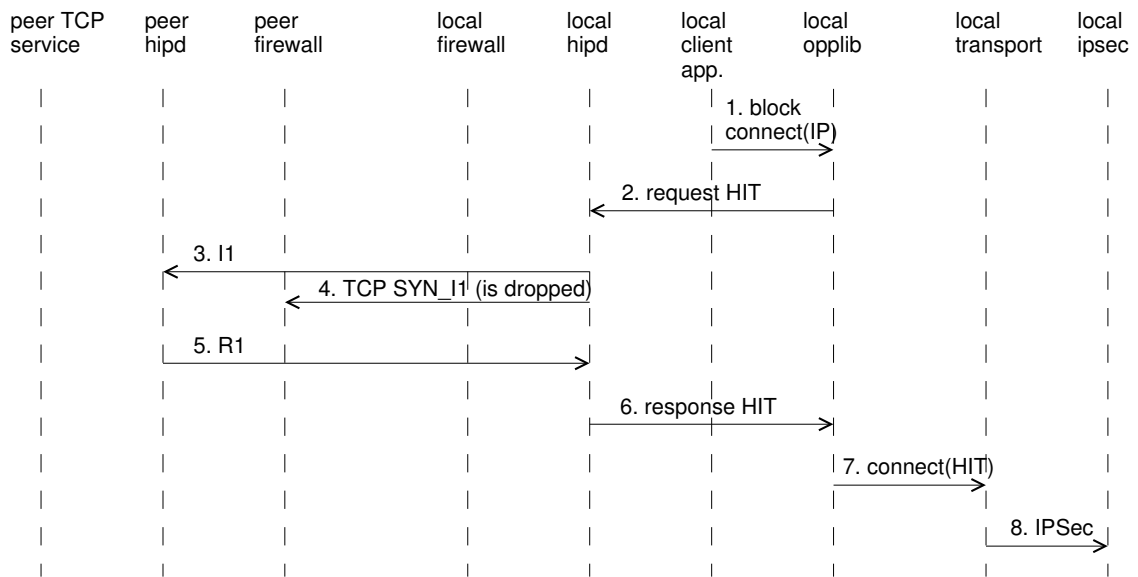 peer TCP
service
peer
hipd
peer
firewall
local
firewall
local
hipd
local
client
app.
local
opplib
local
transport
local
ipsec
1. block
connect(IP)
2. request HIT
3. I1
4. TCP SYN_I1 (is dropped)
5. R1
6. response HIT
7. connect(HIT)
8. IPSec